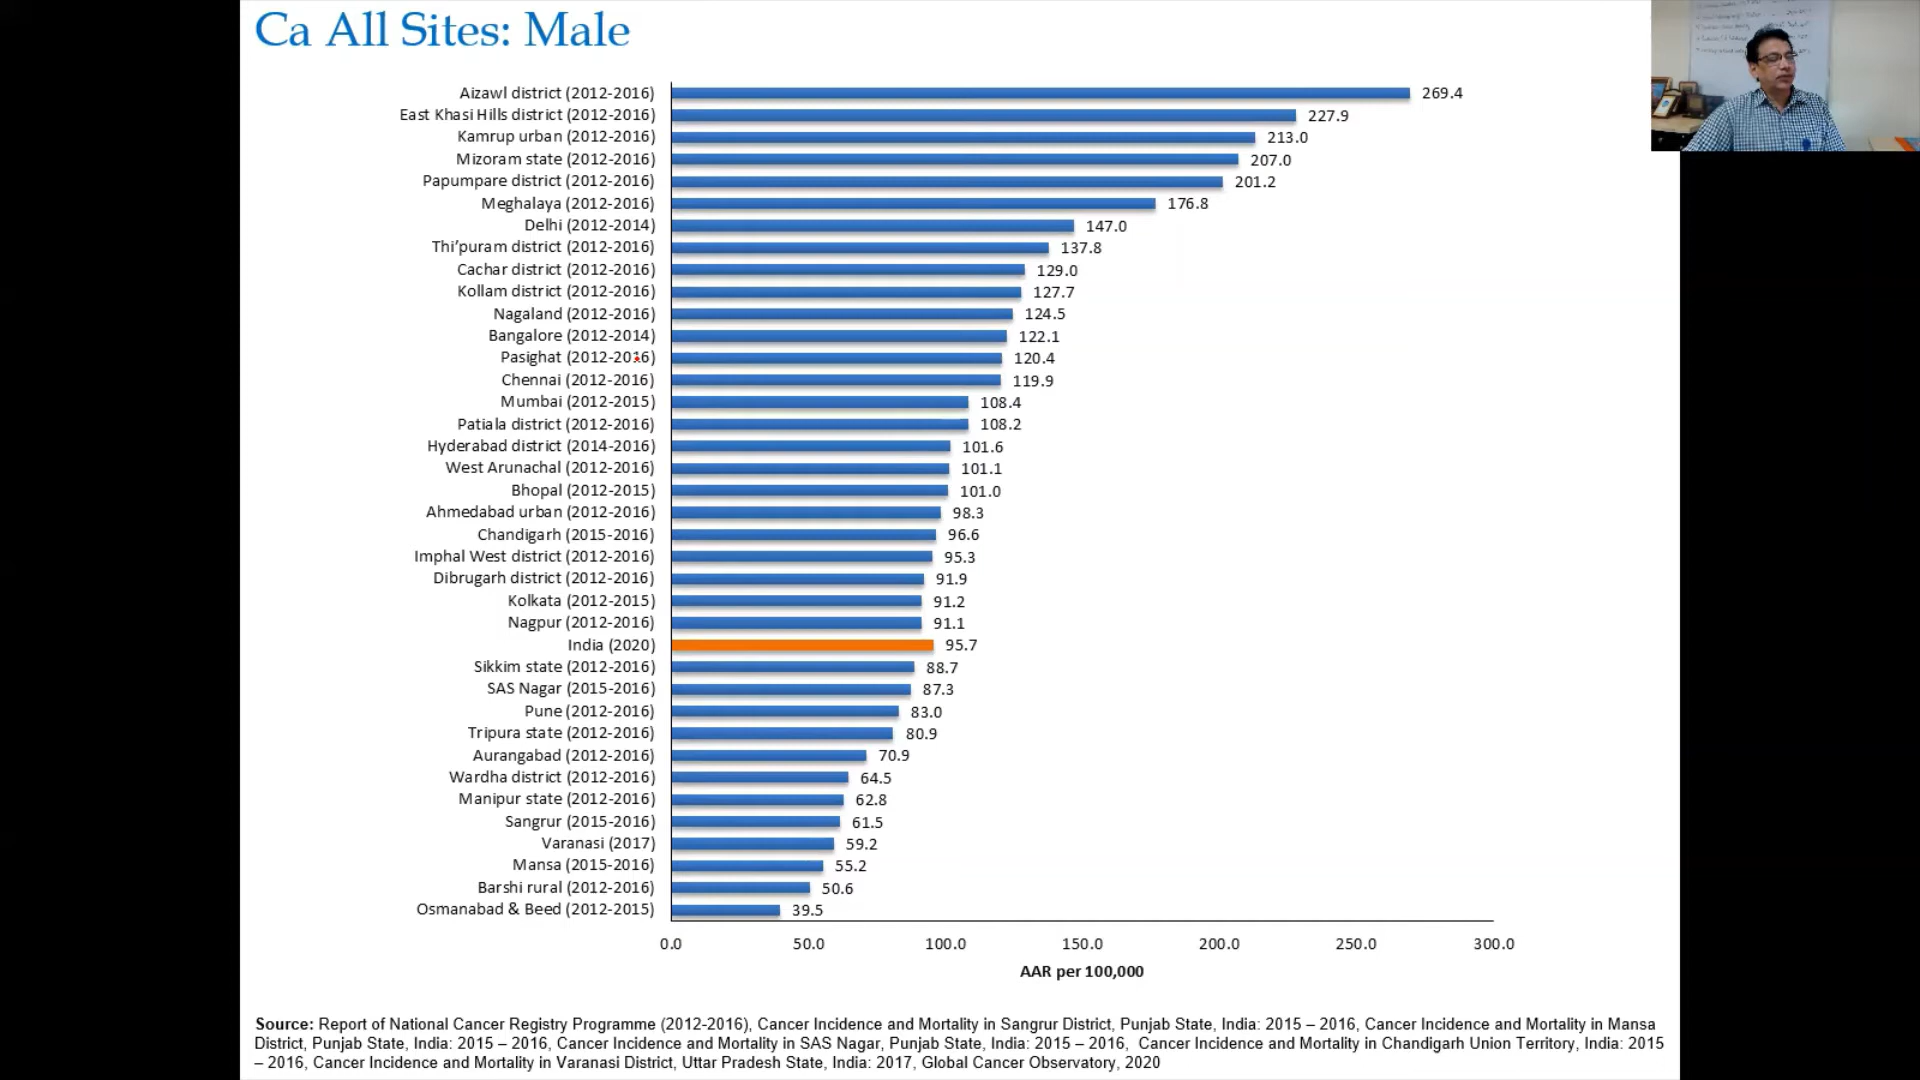 Ca All Sites: Male
Aizawl district (2012-2016) 269.4
East Khasi Hills district (2012-2016) 227.9
Kamrup urban (2012-2016) 213.0
Mizoram state (2012-2016) 207.0
Papumpare district (2012-2016) 201.2
Meghalaya (2012-2016) 176.8
Delhi (2012-2014) 147.0
Thi’puram district (2012-2016) 137.8
Cachar district (2012-2016) 129.0
Kollam district (2012-2016) 127.7
Nagaland (2012-2016) 124.5
Bangalore (2012-2014) 122.1
Pasighat (2012-2016) 120.4
Chennai (2012-2016) 119.9
Mumbai (2012-2015) 108.4
Patiala district (2012-2016) 108.2
Hyderabad district (2014-2016) 101.6
West Arunachal (2012-2016) 101.1
Bhopal (2012-2015) 101.0
Ahmedabad urban (2012-2016) 98.3
Chandigarh (2015-2016) 96.6
Imphal West district (2012-2016) 95.3
Dibrugarh district (2012-2016) 91.9
Kolkata (2012-2015) 91.2
Nagpur (2012-2016) 91.1
India (2020) 95.7
Sikkim state (2012-2016) 88.7
SAS Nagar (2015-2016) 87.3
Pune (2012-2016) 83.0
Tripura state (2012-2016) 80.9
Aurangabad (2012-2016) 70.9
Wardha district (2012-2016) 64.5
Manipur state (2012-2016) 62.8
Sangrur (2015-2016) 61.5
Varanasi (2017) 59.2
Mansa (2015-2016) 55.2
Barshi rural (2012-2016) 50.6
Osmanabad & Beed (2012-2015) 39.5
0.0 50.0 100.0 150.0 200.0 250.0 300.0
AAR per 100,000
Source: Report of National Cancer Registry Programme (2012-2016), Cancer Incidence and Mortality in Sangrur District, Punjab State, India: 2015 – 2016, Cancer Incidence and Mortality in Mansa
District, Punjab State, India: 2015 – 2016, Cancer Incidence and Mortality in SAS Nagar, Punjab State, India: 2015 – 2016, Cancer Incidence and Mortality in Chandigarh Union Territory, India: 2015
– 2016, Cancer Incidence and Mortality in Varanasi District, Uttar Pradesh State, India: 2017, Global Cancer Observatory, 2020